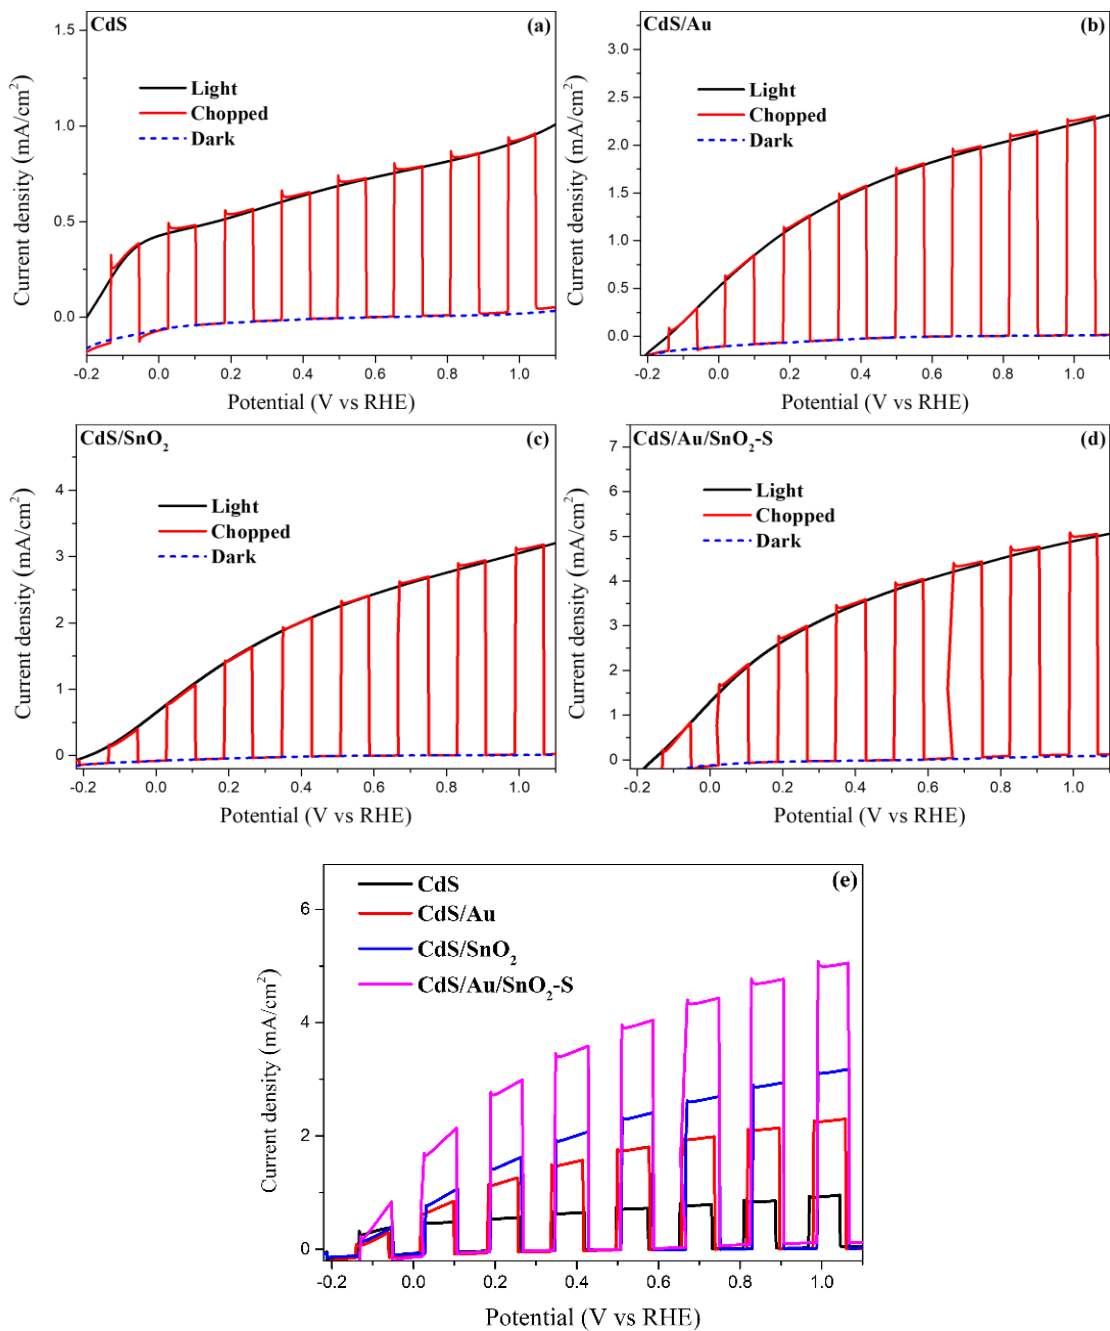 CdS
(a)
Light
Chopped
Dark
1.5
1.0
0.5
0.0
-0.2 0.0 0.2 0.4 0.6 0.8 1.0
Current density (mA/cm²)
Potential (V vs RHE)
CdS/Au
(b)
Light
Chopped
Dark
3.0
2.5
2.0
1.5
1.0
0.5
0.0
-0.2 0.0 0.2 0.4 0.6 0.8 1.0
Current density (mA/cm²)
Potential (V vs RHE)
CdS/SnO₂
(c)
Light
Chopped
Dark
4
3
2
1
0
-0.2 0.0 0.2 0.4 0.6 0.8 1.0
Current density (mA/cm²)
Potential (V vs RHE)
CdS/Au/SnO₂-S
(d)
Light
Chopped
Dark
7
6
5
4
3
2
1
0
-0.2 0.0 0.2 0.4 0.6 0.8 1.0
Current density (mA/cm²)
Potential (V vs RHE)
(e)
CdS
CdS/Au
CdS/SnO₂
CdS/Au/SnO₂-S
6
4
2
0
-0.2 0.0 0.2 0.4 0.6 0.8 1.0
Current density (mA/cm²)
Potential (V vs RHE)